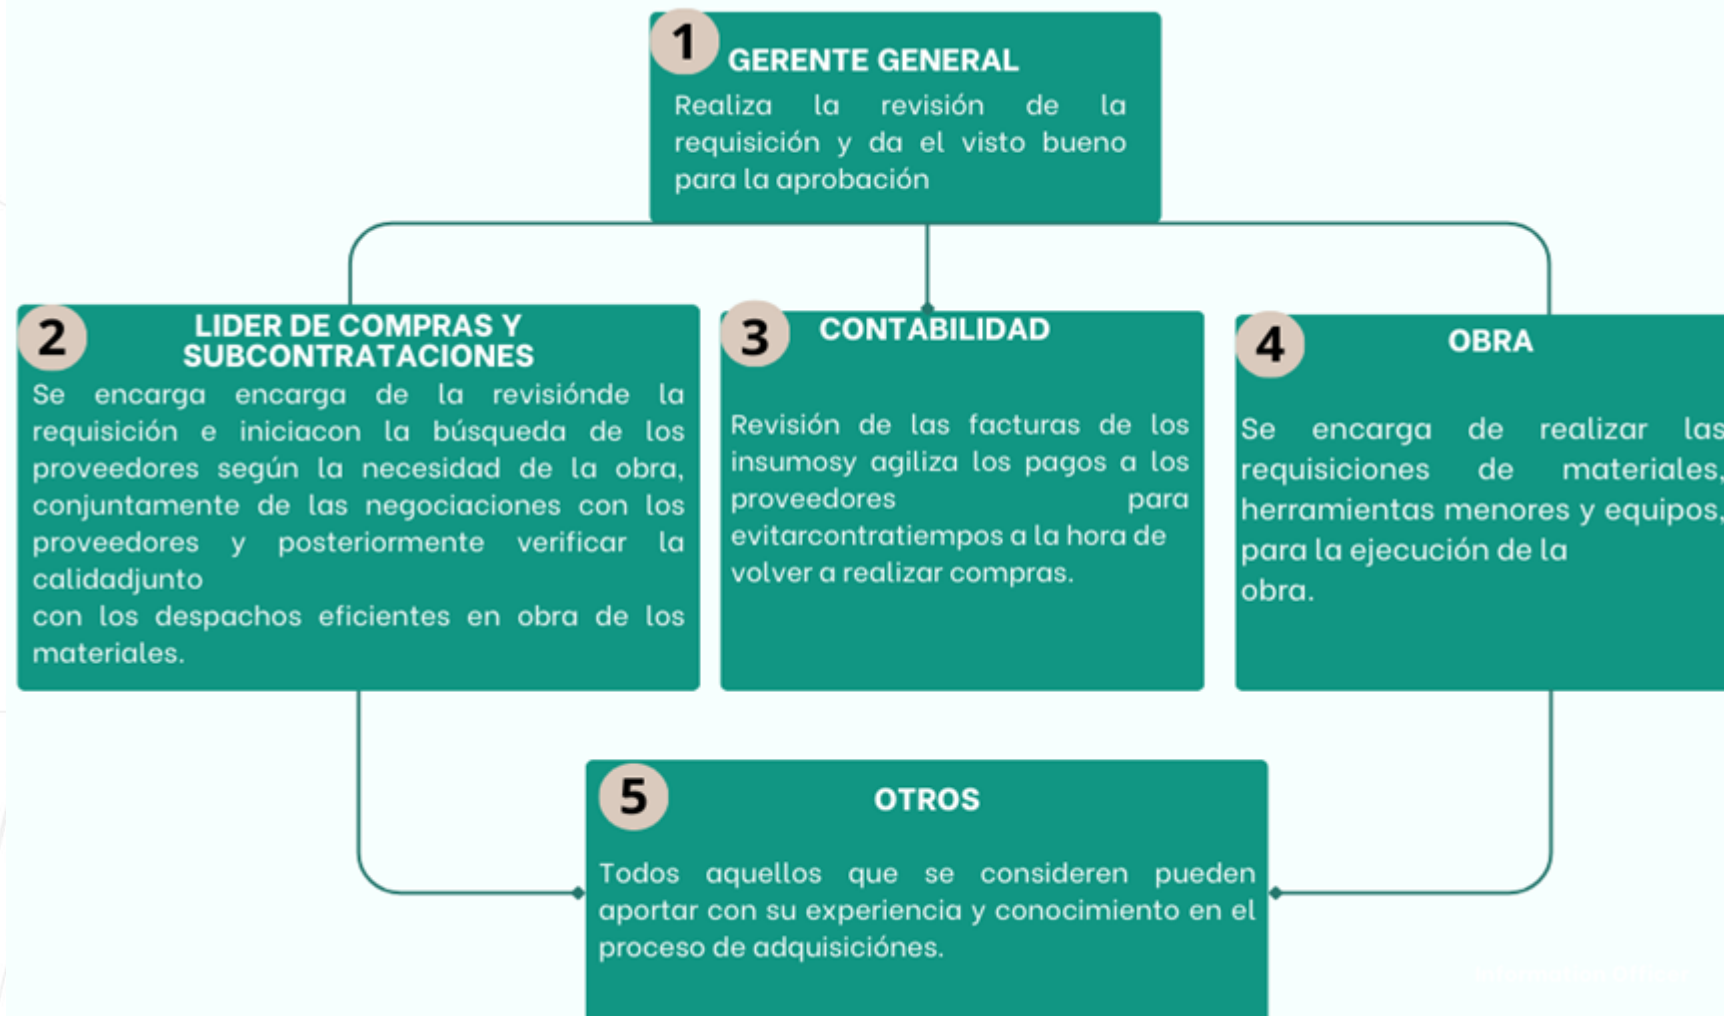 1
GERENTE GENERAL
Realiza la revisión de la
requisición y da el visto bueno
para la aprobación
2
LIDER DE COMPRAS Y
SUBCONTRATACIONES
Se encarga encarga de la revisiónde la
requisición e iniciacon la búsqueda de los
proveedores según la necesidad de la obra,
conjuntamente de las negociaciones con los
proveedores y posteriormente verificar la
calidadjunto
con los despachos eficientes en obra de los
materiales.
3
CONTABILIDAD
Revisión de las facturas de los
insumosy agiliza los pagos a los
proveedores para
evitarcontratiempos a la hora de
volver a realizar compras.
4
OBRA
Se encarga de realizar las
requisiciones de materiales,
herramientas menores y equipos,
para la ejecución de la
obra.
5
OTROS
Todos aquellos que se consideren pueden
aportar con su experiencia y conocimiento en el
proceso de adquisiciónes.